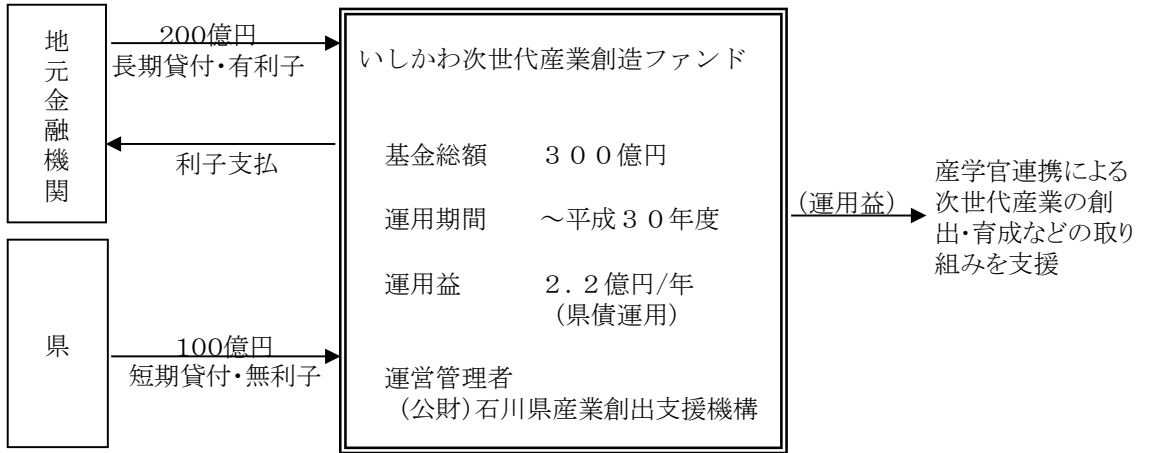 地元金融機関
200億円
長期貸付・有利子
利子支払
県
100億円
短期貸付・無利子
いしかわ次世代産業創造ファンド
基金総額　３００億円
運用期間　～平成３０年度
運用益　２．２億円/年
（県債運用）
運営管理者
（公財）石川県産業創出支援機構
（運用益）
産学官連携による
次世代産業の創
出・育成などの取り
組みを支援